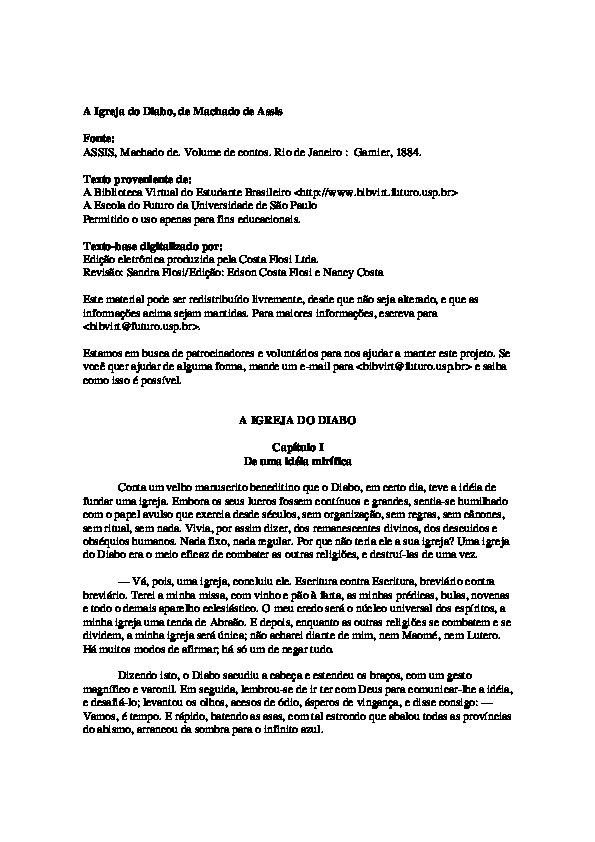 A Igreja do Diabo, de Machado de Assis
Fonte:
ASSIS, Machado de. Volume de contos. Rio de Janeiro : Garnier, 1884.
Texto proveniente de:
A Biblioteca Virtual do Estudante Brasileiro <http://www.bibvirt.futuro.usp.br>
A Escola do Futuro da Universidade de São Paulo
Permitido o uso apenas para fins educacionais.
Texto-base digitalizado por:
Edição eletrônica produzida pela Costa Flosi Ltda.
Revisão: Sandra Flosi/Edição: Edson Costa Flosi e Nancy Costa
Este material pode ser redistribuído livremente, desde que não seja alterado, e que as
informações acima sejam mantidas. Para maiores informações, escreva para
<bibvirt@futuro.usp.br>.
Estamos em busca de patrocinadores e voluntários para nos ajudar a manter este projeto. Se
você quer ajudar de alguma forma, mande um e-mail para <bibvirt@futuro.usp.br> e saiba
como isso é possível.
A IGREJA DO DIABO
Capítulo I
De uma idéia mirífica
Conta um velho manuscrito beneditino que o Diabo, em certo dia, teve a idéia de
fundar uma igreja. Embora os seus lucros fossem contínuos e grandes, sentia-se humilhado
com o papel avulso que exercia desde séculos, sem organização, sem regras, sem cânones,
sem ritual, sem nada. Vivia, por assim dizer, dos remanescentes divinos, dos descuidos e
obséquios humanos. Nada fixo, nada regular. Por que não teria ele a sua igreja? Uma igreja
do Diabo era o meio eficaz de combater as outras religiões, e destruí-las de uma vez.
— Vá, pois, uma igreja, concluiu ele. Escritura contra Escritura, breviário contra
breviário. Terei a minha missa, com vinho e pão à farta, as minhas prédicas, bulas, novenas
e todo o demais aparelho eclesiástico. O meu credo será o núcleo universal dos espíritos, a
minha igreja uma tenda de Abraão. E depois, enquanto as outras religiões se combatem e se
dividem, a minha igreja será única; não acharei diante de mim, nem Maomé, nem Lutero.
Há muitos modos de afirmar; há só um de negar tudo.
Dizendo isto, o Diabo sacudiu a cabeça e estendeu os braços, com um gesto
magnífico e varonil. Em seguida, lembrou-se de ir ter com Deus para comunicar-lhe a idéia,
e desafiá-lo; levantou os olhos, acesos de ódio, ásperos de vingança, e disse consigo: —
Vamos, é tempo. E rápido, batendo as asas, com tal estrondo que abalou todas as províncias
do abismo, arrancou da sombra para o infinito azul.